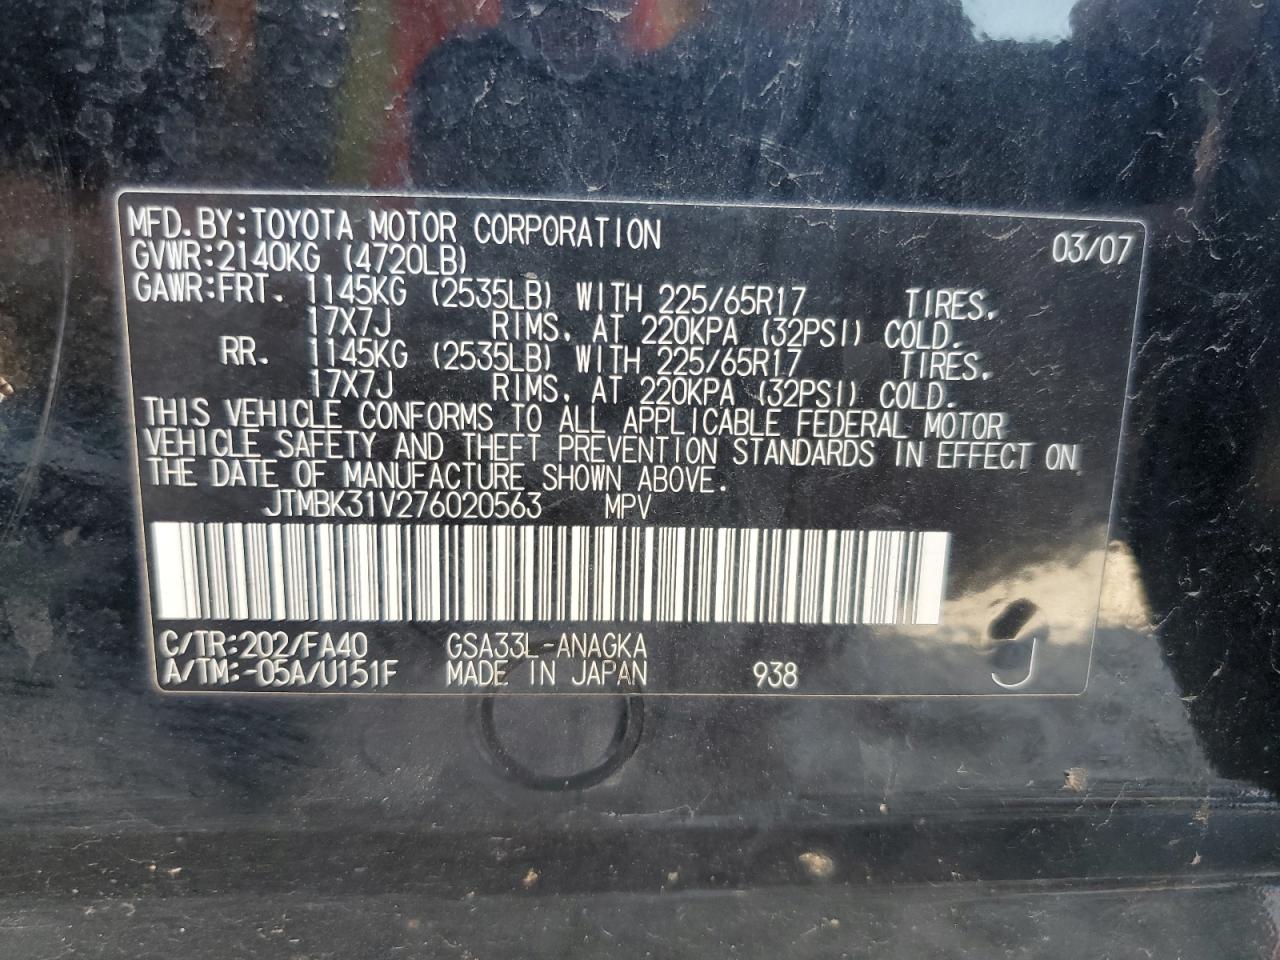 MFD.BY:TOYOTA MOTOR CORPORATION 03/07
GVWR:2140KG (4720LB)
GAWR:FRT. 1145KG (2535LB) WITH 225/65R17 TIRES,
17X7J RIMS, AT 220KPA (32PSI) COLD.
RR. 1145KG (2535LB) WITH 225/65R17 TIRES,
17X7J RIMS, AT 220KPA (32PSI) COLD.
THIS VEHICLE CONFORMS TO ALL APPLICABLE FEDERAL MOTOR
VEHICLE SAFETY AND THEFT PREVENTION STANDARDS IN EFFECT ON
THE DATE OF MANUFACTURE SHOWN ABOVE.
JTMBK31V276020563 MPV
C/TR:202/FA40 GSA33L-ANAGKA
A/TM:-05A/U151F MADE IN JAPAN 938 J